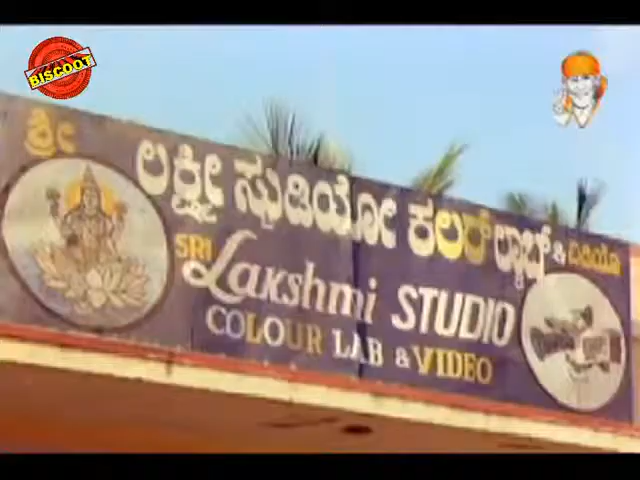 BISCOOT
ಶ್ರೀ
ಲಕ್ಷ್ಮೀ ಸ್ಟುಡಿಯೋ ಕಲರ್ ಲ್ಯಾಬ್ & ವಿಡಿಯೊ
SRI Lakshmi STUDIO
COLOUR LAB & VIDEO